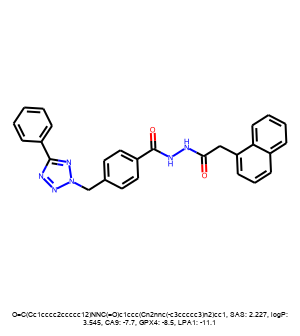 O
H
N
N
H
O
N
N
N
N
O=C(Cc1cccc2ccccc12)NNC(=O)c1ccc(Cn2nnc(-c3ccccc3)n2)cc1, SAS: 2.227, logP:
3.545, CA9: -7.7, GPX4: -8.5, LPA1: -11.1